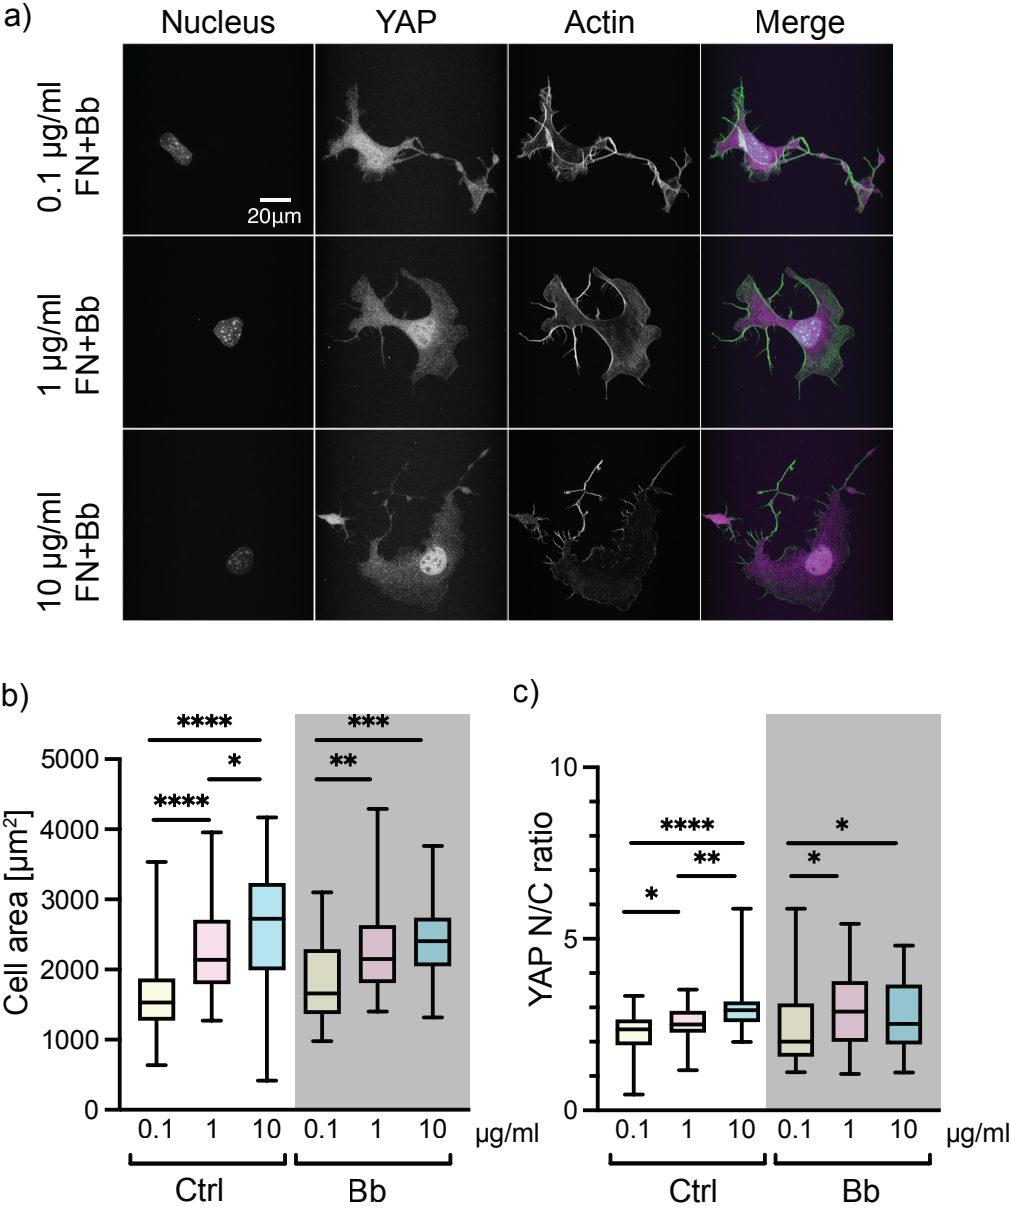 a)
Nucleus YAP Actin Merge
0.1 µg/ml
FN+Bb
20µm
1 µg/ml
FN+Bb
10 µg/ml
FN+Bb
b)
Cell area [µm²]
5000
4000
3000
2000
1000
0
**** ***
* **
****
0.1 1 10 0.1 1 10 µg/ml
Ctrl Bb
c)
YAP N/C ratio
10
5
0
**** *
** *
*
0.1 1 10 0.1 1 10 µg/ml
Ctrl Bb